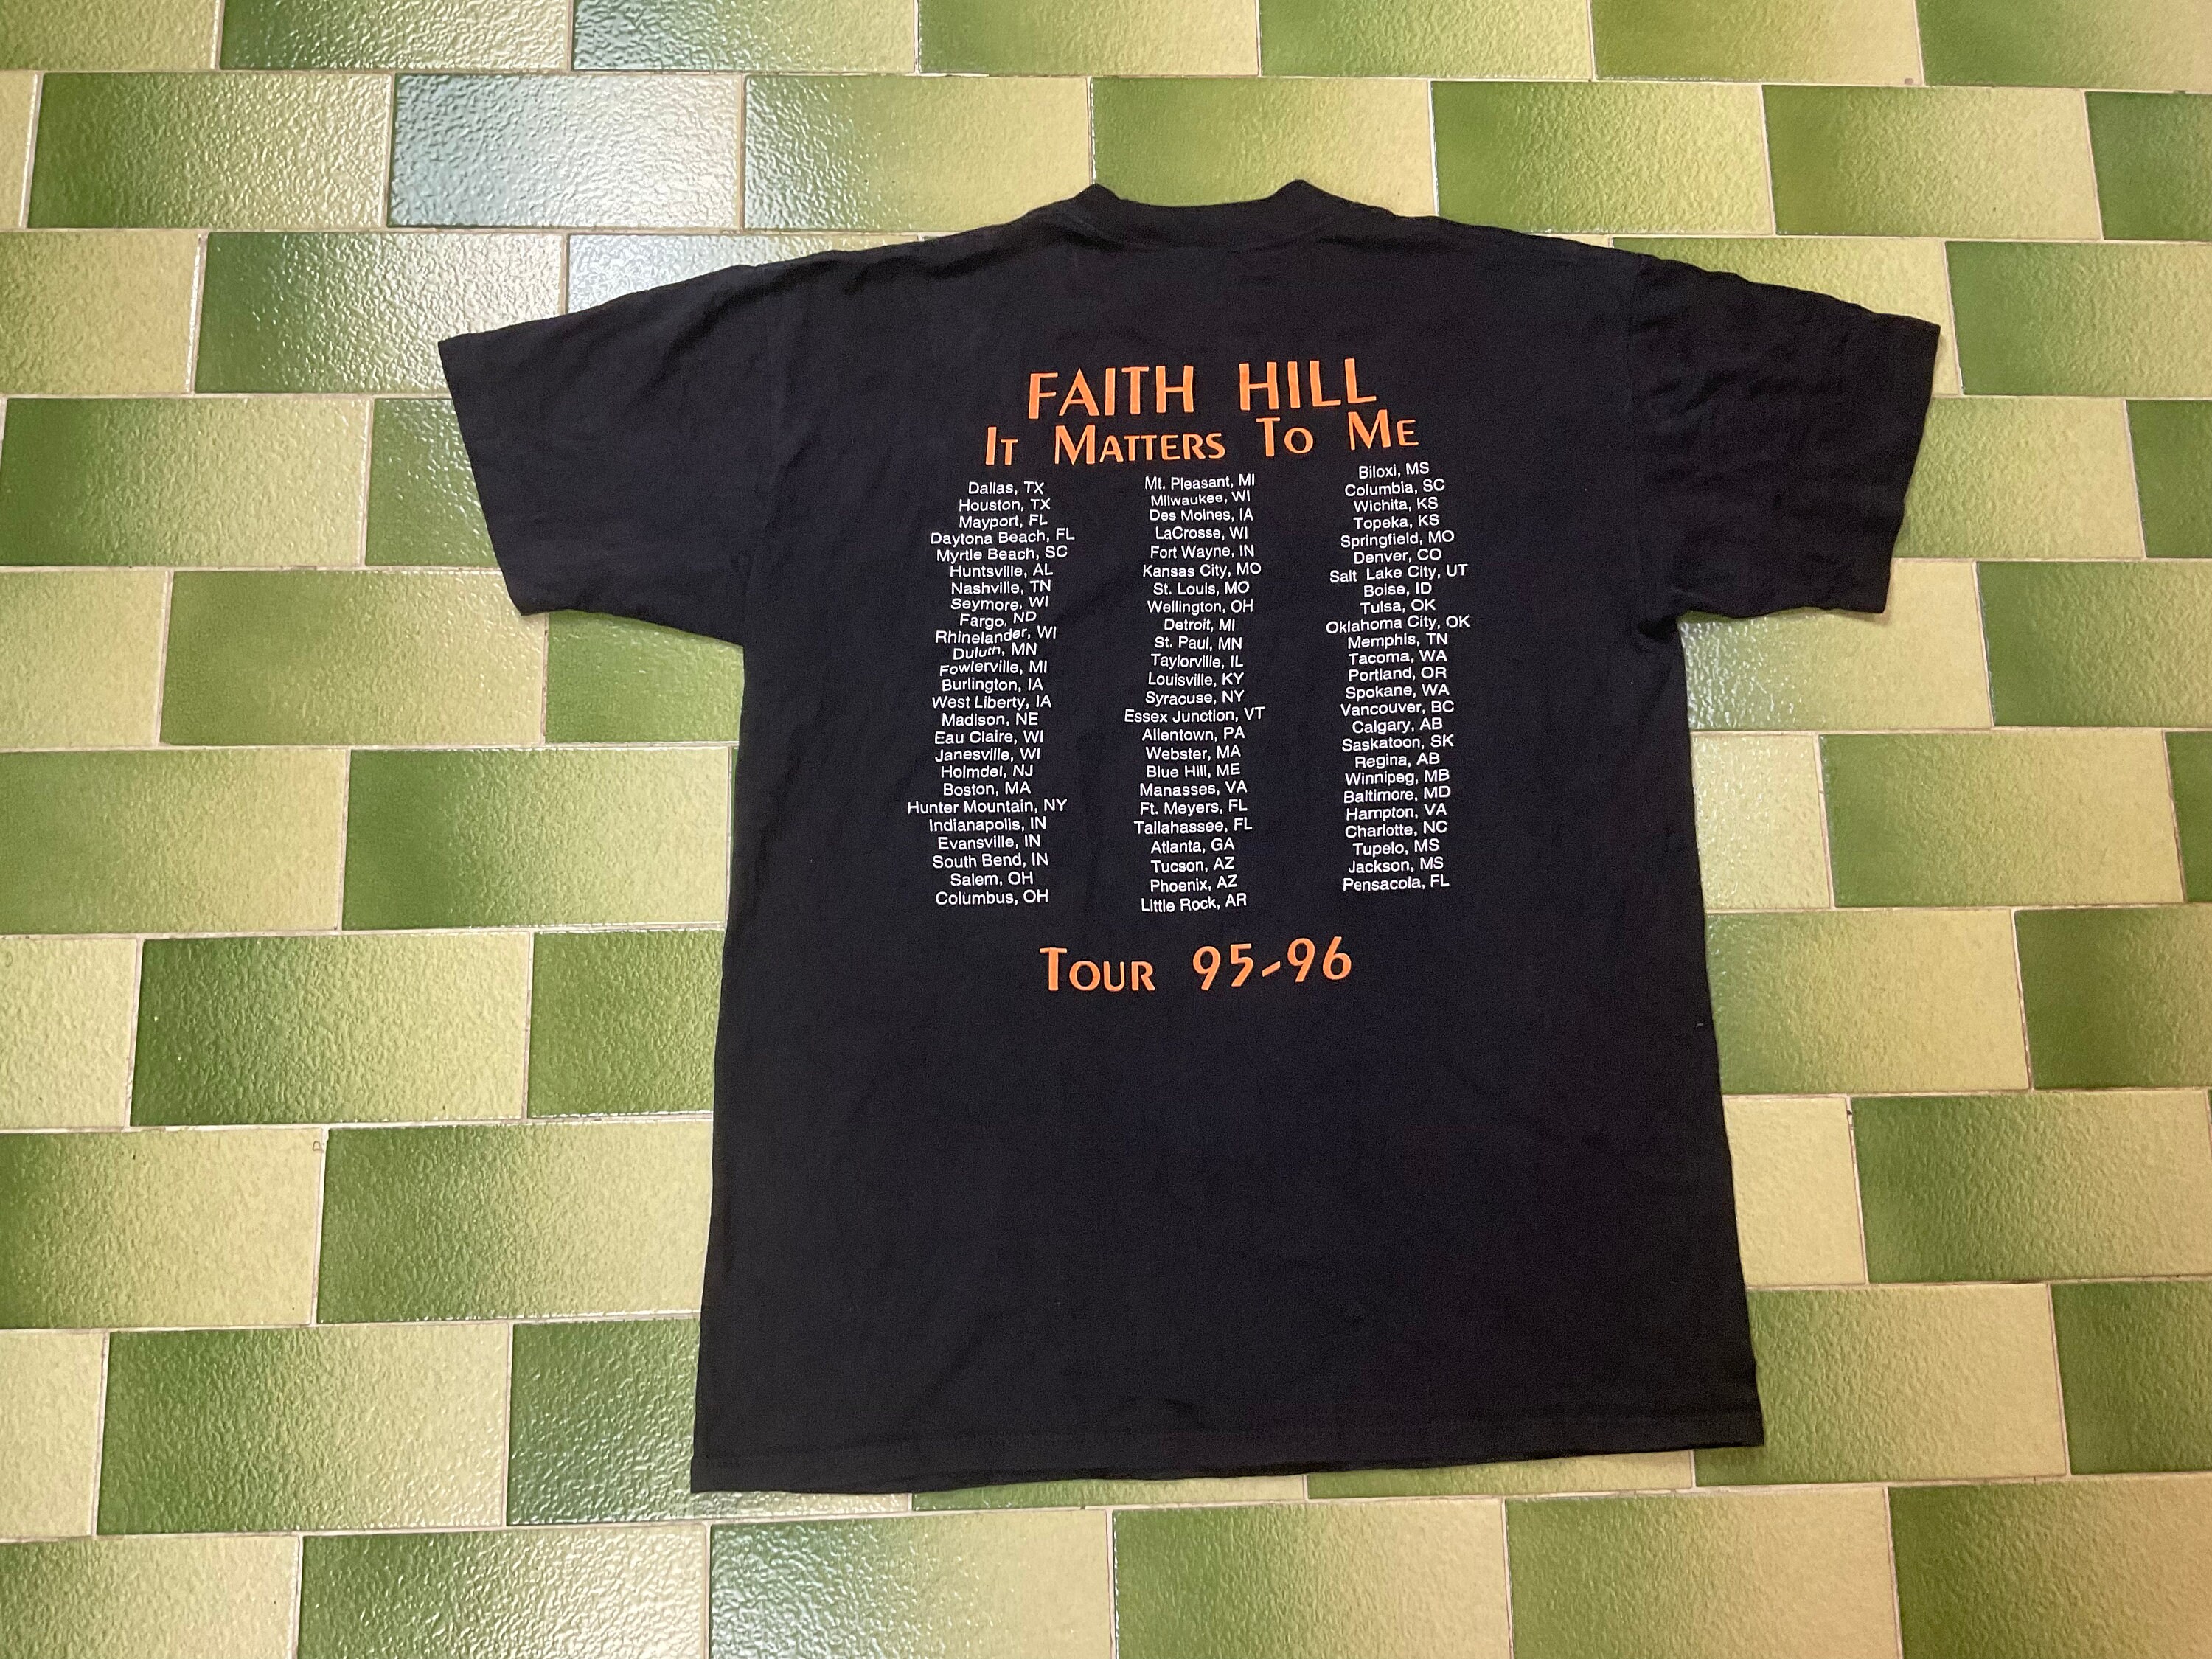 FAITH HILL
IT MATTERS TO ME
Dallas, TX
Houston, TX
Mayport, FL
Daytona Beach, FL
Myrtle Beach, SC
Huntsville, AL
Nashville, TN
Seymore, WI
Fargo, ND
Rhinelander, WI
Duluth, MN
Fowlerville, MI
Burlington, IA
West Liberty, IA
Madison, NE
Eau Claire, WI
Janesville, WI
Holmdel, NJ
Boston, MA
Hunter Mountain, NY
Indianapolis, IN
Evansville, IN
South Bend, IN
Salem, OH
Columbus, OH
Mt. Pleasant, MI
Milwaukee, WI
Des Moines, IA
LaCrosse, WI
Fort Wayne, IN
Kansas City, MO
St. Louis, MO
Wellington, OH
Detroit, MI
St. Paul, MN
Taylorville, IL
Louisville, KY
Syracuse, NY
Essex Junction, VT
Allentown, PA
Webster, MA
Blue Hill, ME
Manasses, VA
Ft. Meyers, FL
Tallahassee, FL
Atlanta, GA
Tucson, AZ
Phoenix, AZ
Little Rock, AR
Biloxi, MS
Columbia, SC
Wichita, KS
Topeka, KS
Springfield, MO
Denver, CO
Salt Lake City, UT
Boise, ID
Tulsa, OK
Oklahoma City, OK
Memphis, TN
Tacoma, WA
Portland, OR
Spokane, WA
Vancouver, BC
Calgary, AB
Saskatoon, SK
Regina, AB
Winnipeg, MB
Baltimore, MD
Hampton, VA
Charlotte, NC
Tupelo, MS
Jackson, MS
Pensacola, FL
TOUR 95-96